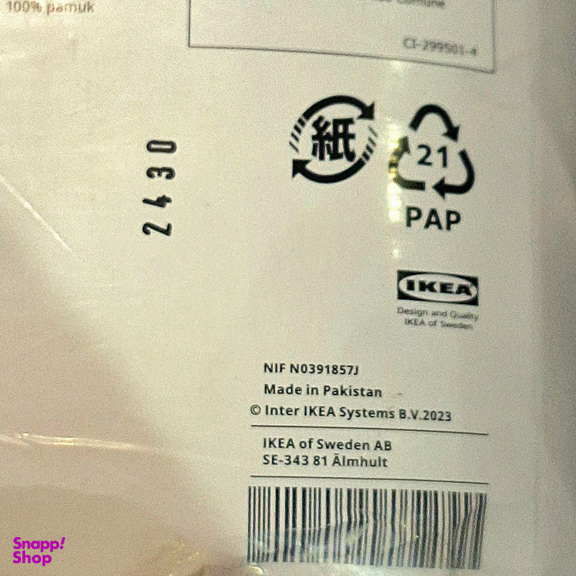 100% pamuk
Comune
CI-299501-4
紙
21
PAP
2430
IKEA
Design and Quality
IKEA of Sweden
NIF N0391857J
Made in Pakistan
© Inter IKEA Systems B.V.2023
IKEA of Sweden AB
SE-343 81 Älmhult
Snapp!
Shop